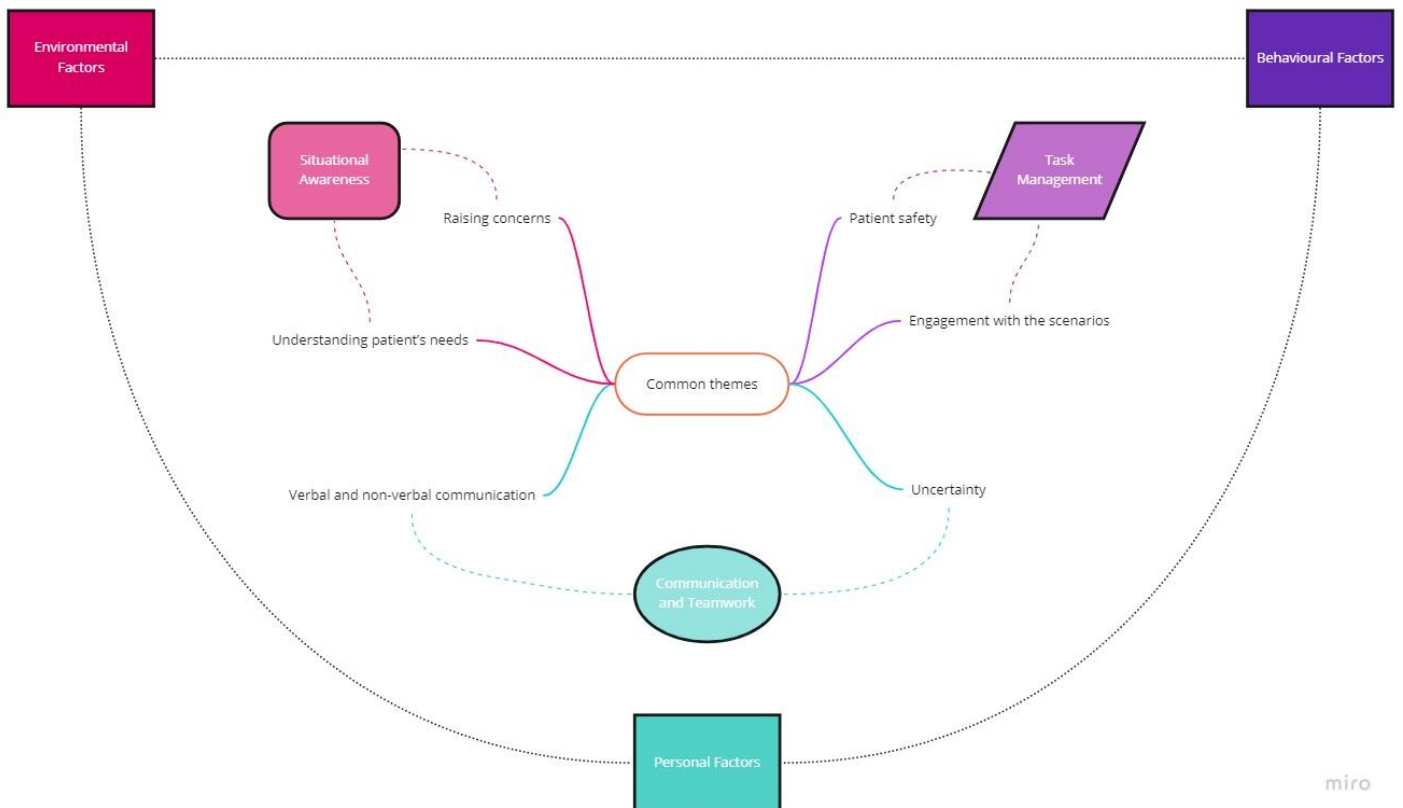 Environmental
Factors
Behavioural Factors
Situational
Awareness
Task
Management
Raising concerns
Patient safety
Understanding patient's needs
Engagement with the scenarios
Common themes
Verbal and non-verbal communication
Uncertainty
Communication
and Teamwork
Personal Factors
miro